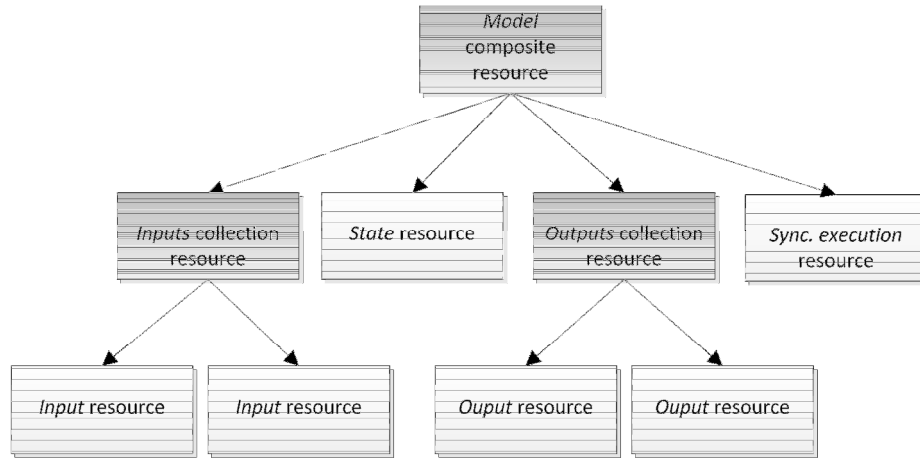 Model
composite
resource
Inputs collection
resource
State resource
Outputs collection
resource
Sync. execution
resource
Input resource
Input resource
Ouput resource
Ouput resource